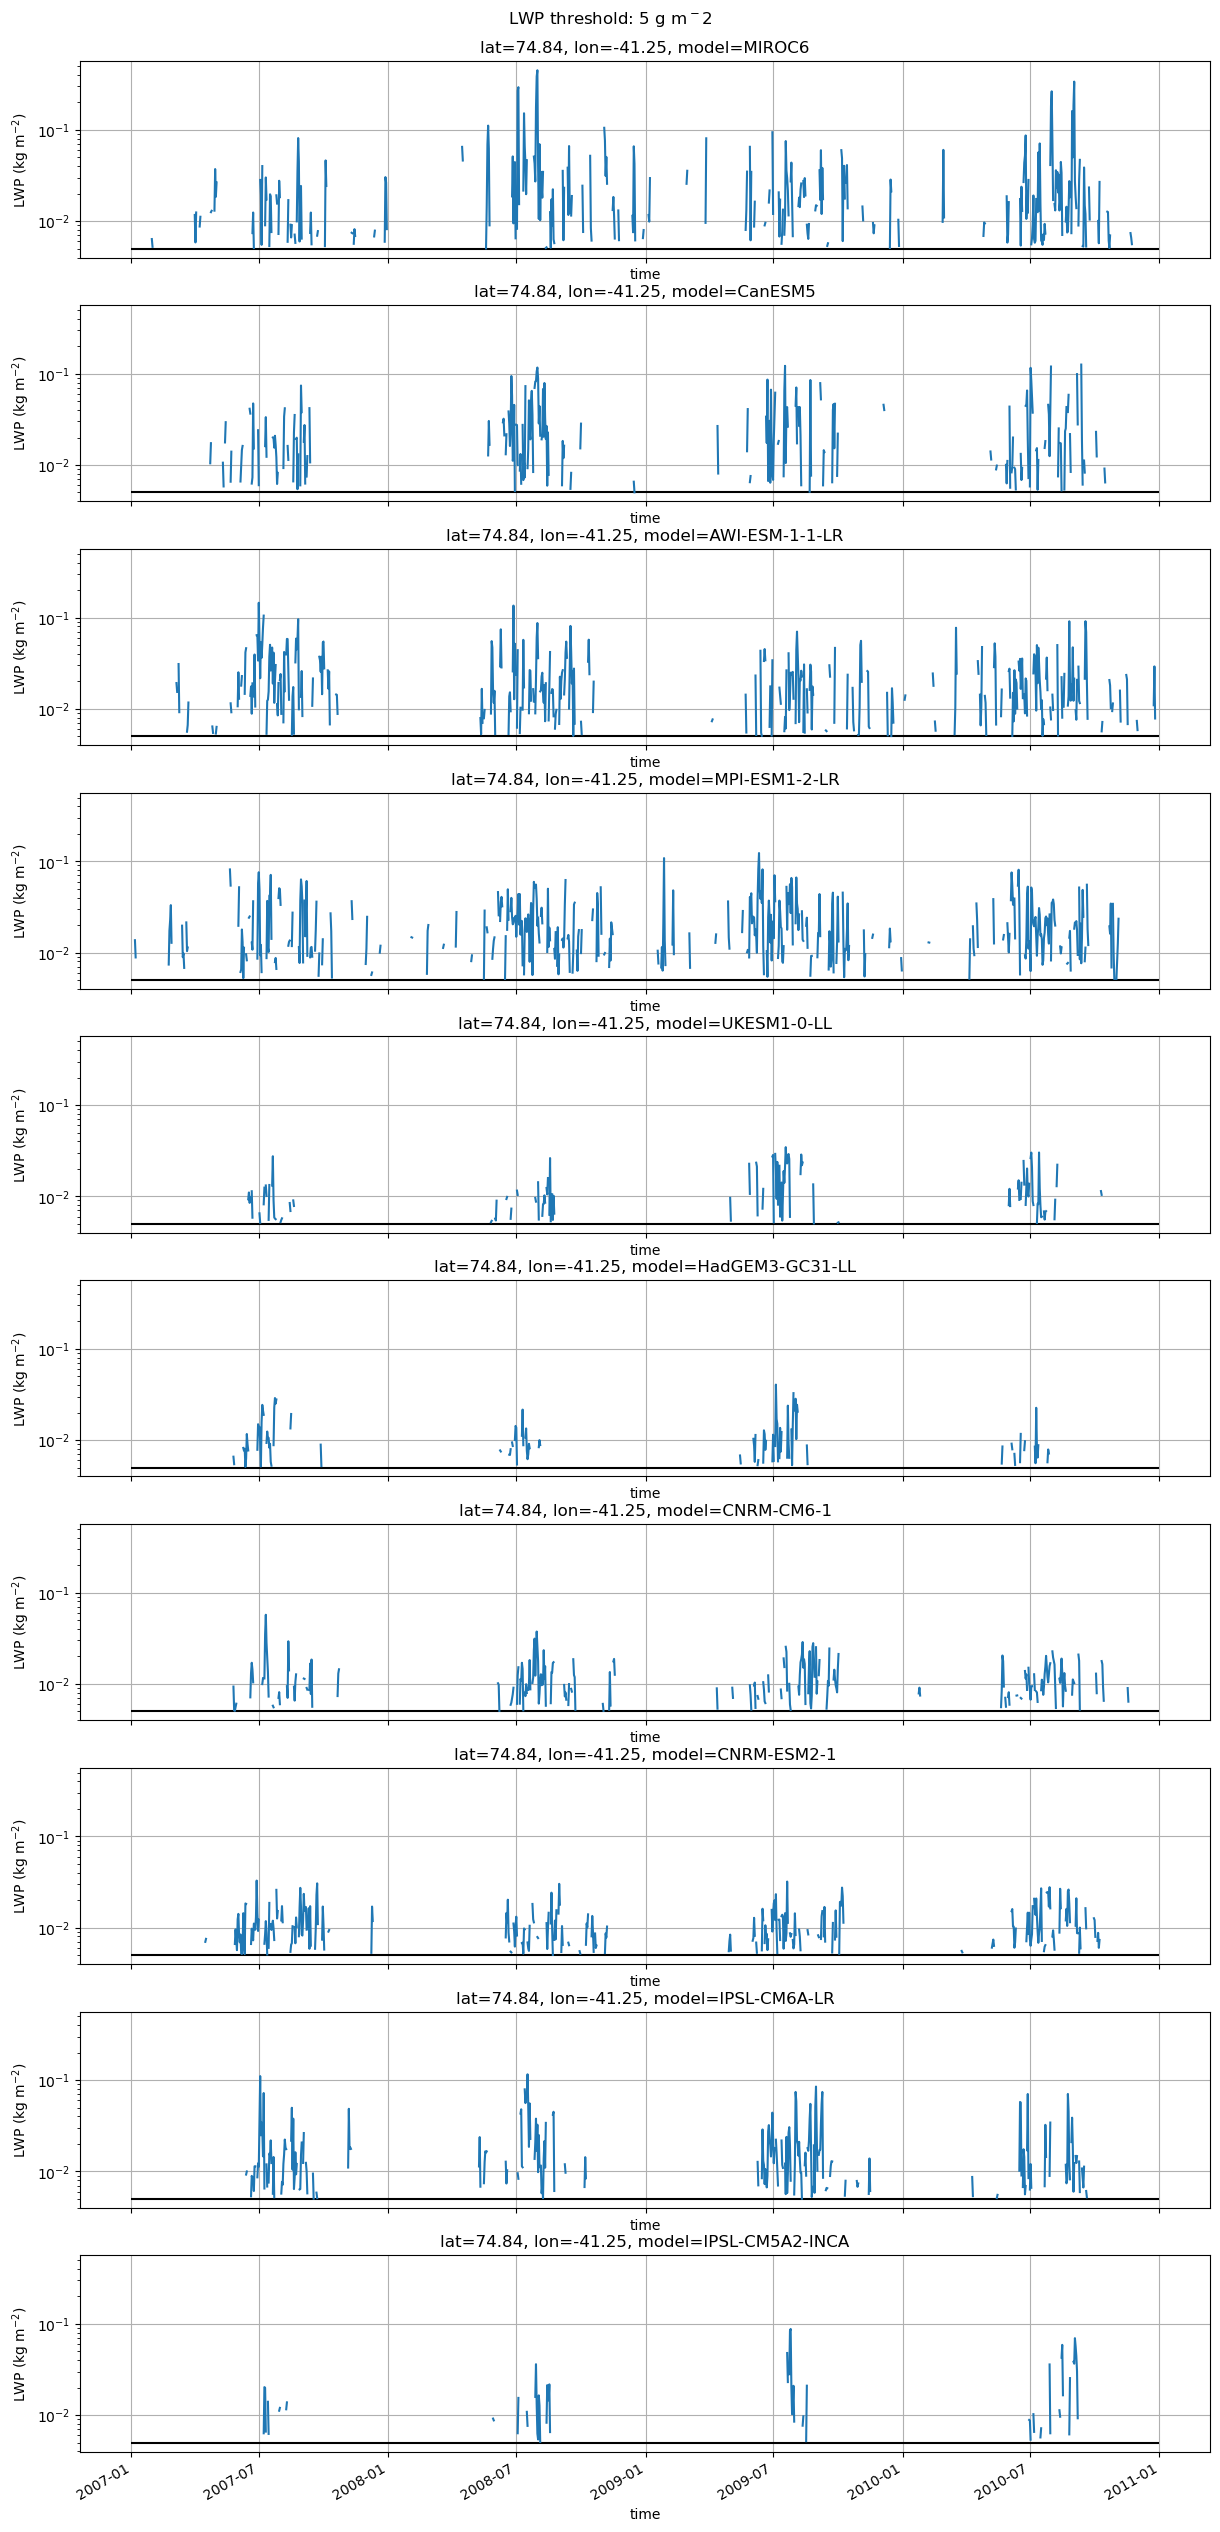 LWP threshold: 5 g m⁻2
lat=74.84, lon=-41.25, model=MIROC6
LWP (kg m⁻²)
10⁻¹
10⁻²
time
lat=74.84, lon=-41.25, model=CanESM5
LWP (kg m⁻²)
10⁻¹
10⁻²
time
lat=74.84, lon=-41.25, model=AWI-ESM-1-1-LR
LWP (kg m⁻²)
10⁻¹
10⁻²
time
lat=74.84, lon=-41.25, model=MPI-ESM1-2-LR
LWP (kg m⁻²)
10⁻¹
10⁻²
time
lat=74.84, lon=-41.25, model=UKESM1-0-LL
LWP (kg m⁻²)
10⁻¹
10⁻²
time
lat=74.84, lon=-41.25, model=HadGEM3-GC31-LL
LWP (kg m⁻²)
10⁻¹
10⁻²
time
lat=74.84, lon=-41.25, model=CNRM-CM6-1
LWP (kg m⁻²)
10⁻¹
10⁻²
time
lat=74.84, lon=-41.25, model=CNRM-ESM2-1
LWP (kg m⁻²)
10⁻¹
10⁻²
time
lat=74.84, lon=-41.25, model=IPSL-CM6A-LR
LWP (kg m⁻²)
10⁻¹
10⁻²
time
lat=74.84, lon=-41.25, model=IPSL-CM5A2-INCA
LWP (kg m⁻²)
10⁻¹
10⁻²
2007-01
2007-07
2008-01
2008-07
2009-01
2009-07
2010-01
2010-07
2011-01
time